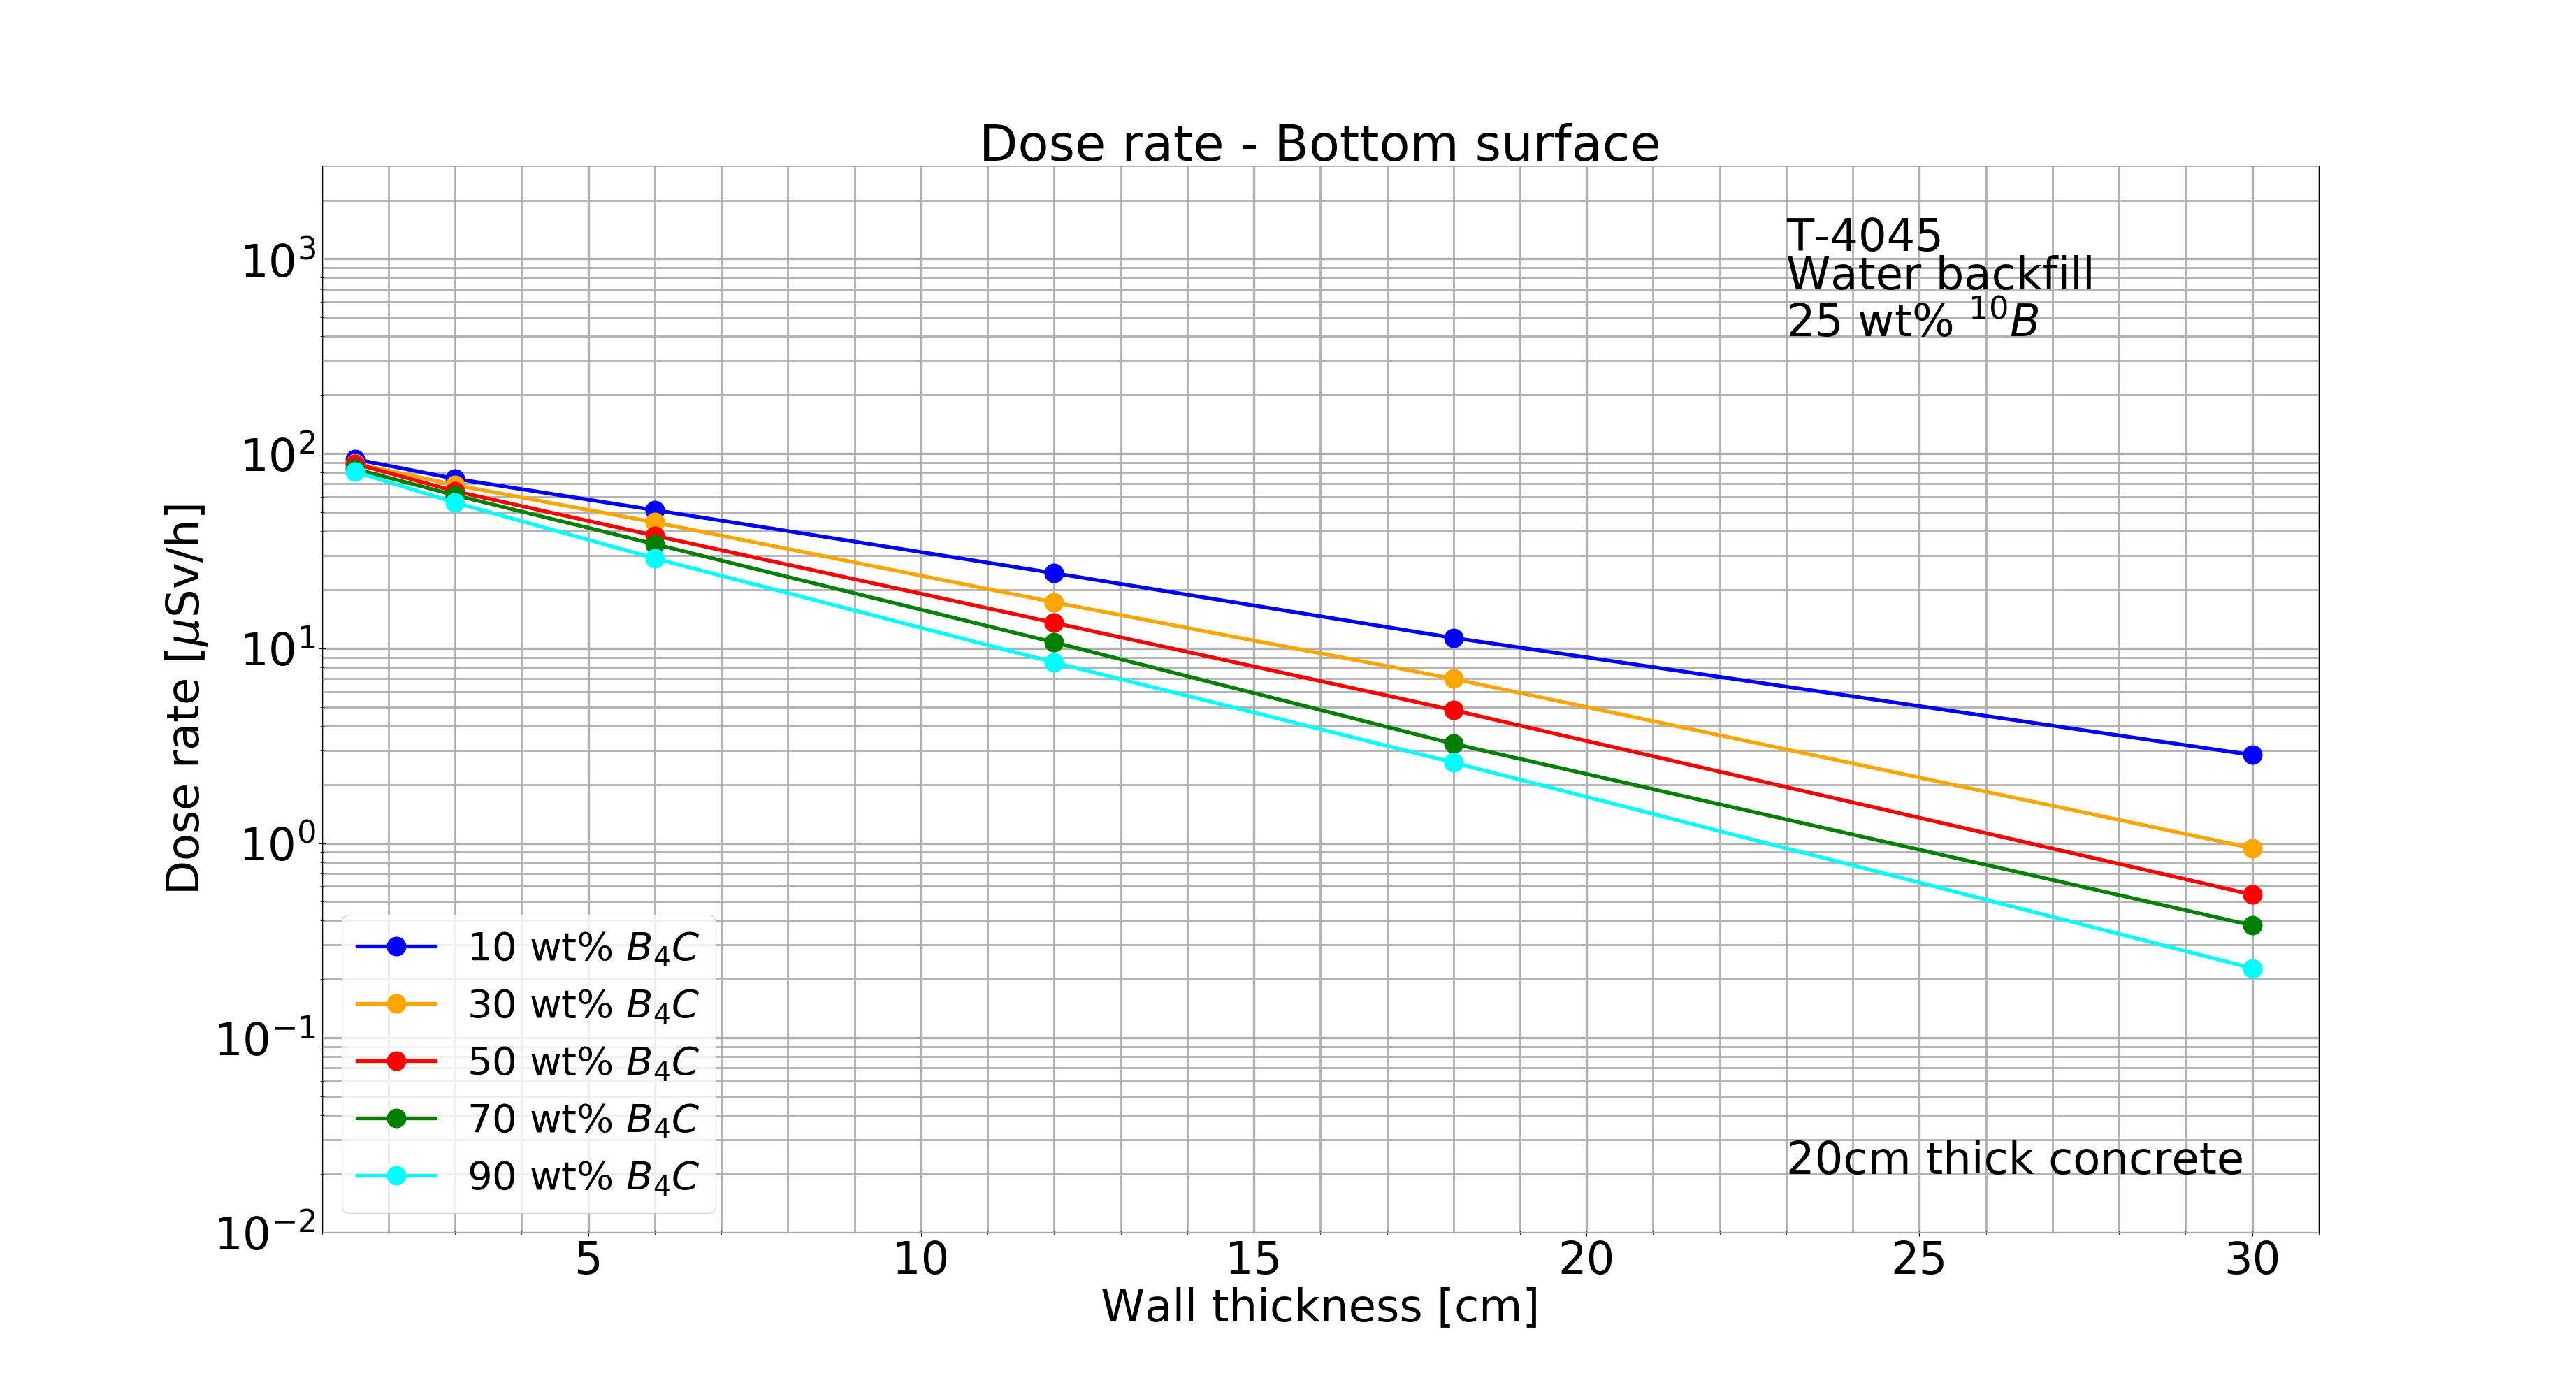 Dose rate - Bottom surface
T-4045
Water backfill
25 wt% $^{10}B$
10³
10²
10¹
10⁰
10⁻¹
10⁻²
Dose rate [μSv/h]
10 wt% B₄C
30 wt% B₄C
50 wt% B₄C
70 wt% B₄C
90 wt% B₄C
20cm thick concrete
5 10 15 20 25 30
Wall thickness [cm]